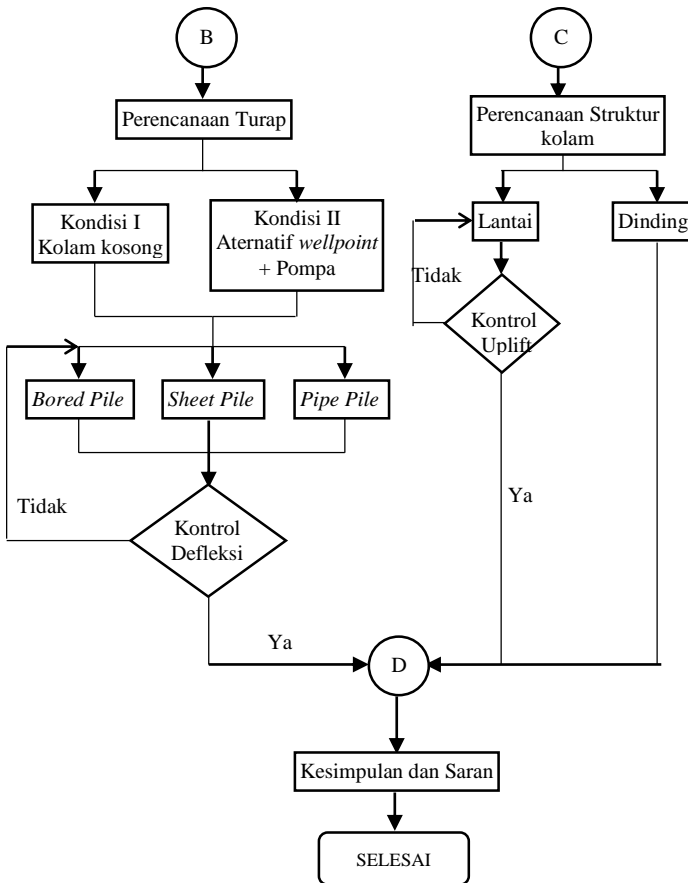 B
C
Perencanaan Turap
Perencanaan Struktur
kolam
Kondisi I
Kolam kosong
Kondisi II
Aternatif wellpoint
+ Pompa
Lantai
Dinding
Tidak
Kontrol
Uplift
Bored Pile
Sheet Pile
Pipe Pile
Tidak
Kontrol
Defleksi
Ya
Ya
D
Kesimpulan dan Saran
SELESAI